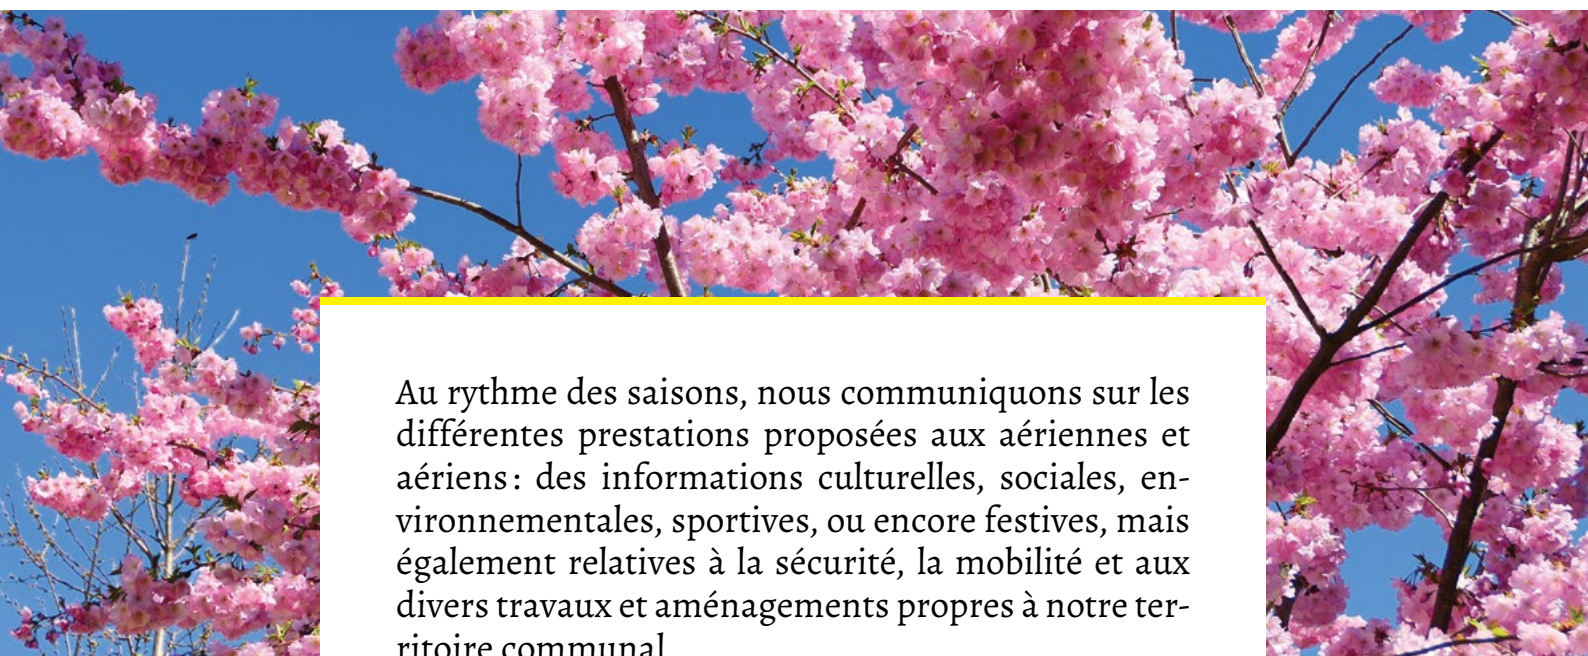 Au rythme des saisons, nous communiquons sur les
différentes prestations proposées aux aériennes et
aériens : des informations culturelles, sociales, en-
vironnementales, sportives, ou encore festives, mais
également relatives à la sécurité, la mobilité et aux
divers travaux et aménagements propres à notre ter-
ritoire communal